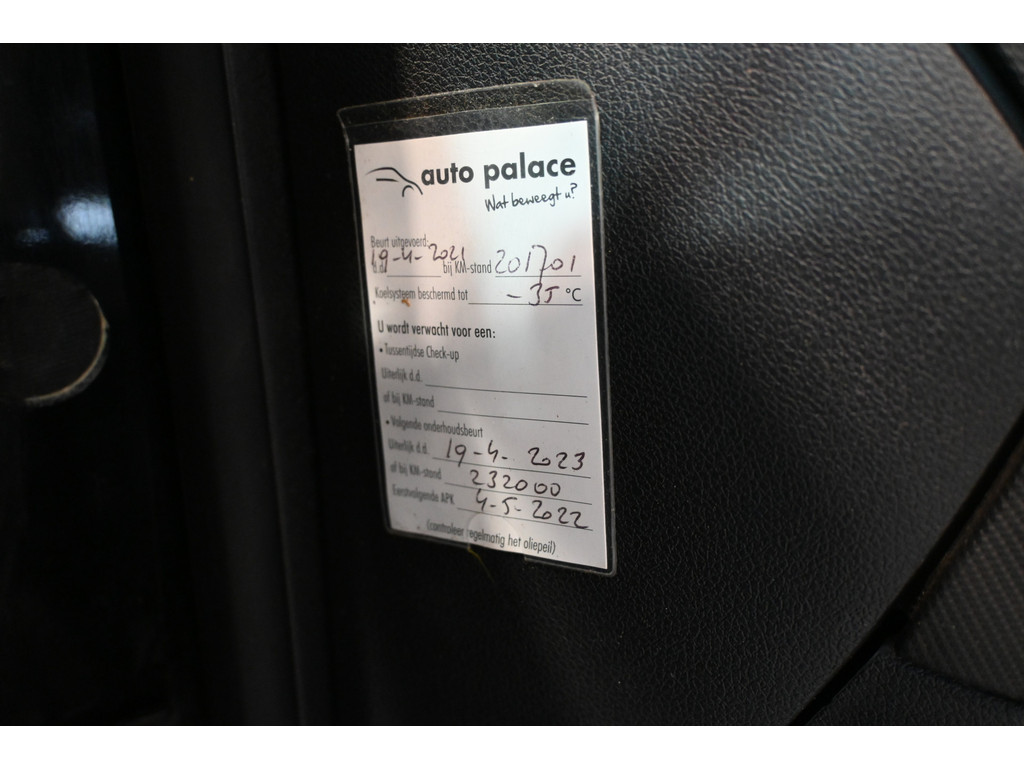 auto palace
Wat beweegt u?
Beurt uitgevoerd:
d.d. 19-4-2021 bij KM-stand 201701
Koelsysteem beschermd tot -35 °C
U wordt verwacht voor een:
• Tussentijdse Check-up
Uiterlijk d.d.
of bij KM-stand
• Volgende onderhoudsbeurt
Uiterlijk d.d. 19-4-2023
of bij KM-stand 232000
Eerstvolgende APK 4-5-2022
(controleer regelmatig het oliepeil)